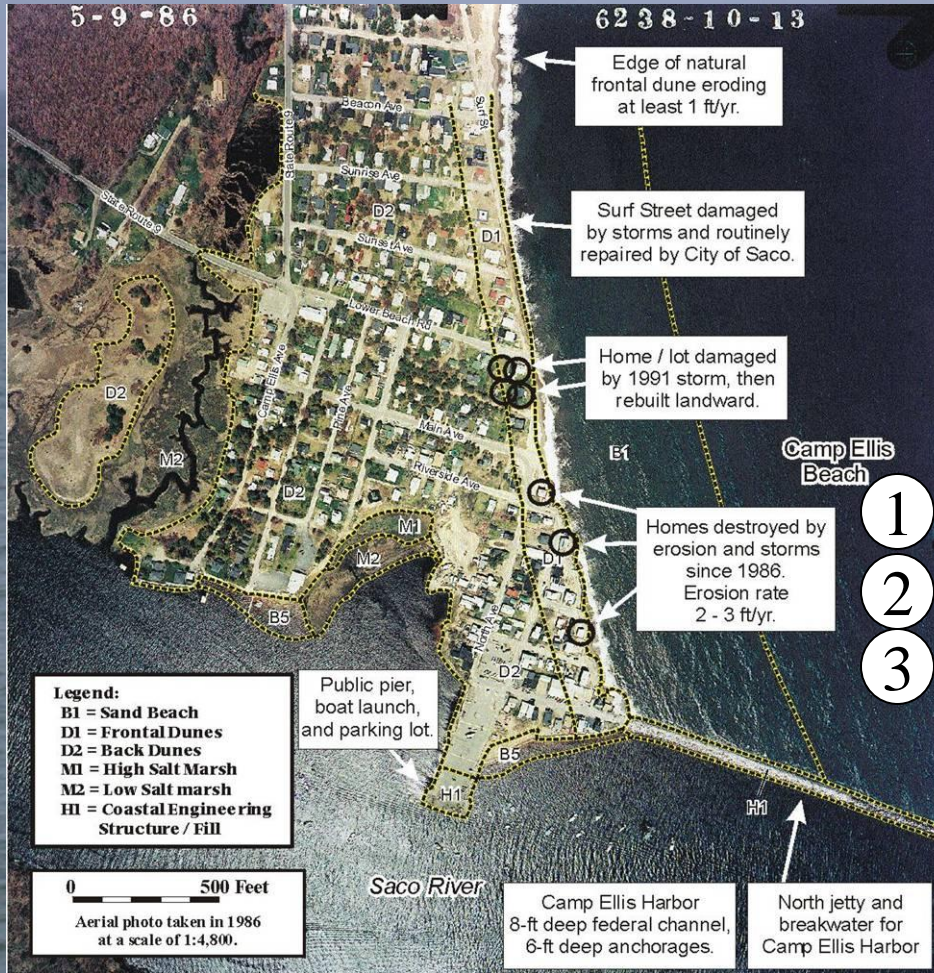 5-9-86
6238-10-13
Edge of natural
frontal dune eroding
at least 1 ft/yr.
Beacon Ave
Surf St
State Route 9
Sunrise Ave
State Route 9
D2
D1
Surf Street damaged
by storms and routinely
repaired by City of Saco.
Sunset Ave
Lower Beach Rd
Home / lot damaged
by 1991 storm, then
rebuilt landward.
D2
Camp Ellis Ave
Pine Ave
Main Ave
B1
Camp Ellis
Beach
M2
Riverside Ave
D2
M1
1
Homes destroyed by
erosion and storms
since 1986.
Erosion rate
2 - 3 ft/yr.
D1
M2
2
B5
North Ave
3
D2
Legend:
B1 = Sand Beach
D1 = Frontal Dunes
D2 = Back Dunes
M1 = High Salt Marsh
M2 = Low Salt marsh
H1 = Coastal Engineering
Structure / Fill
Public pier,
boat launch,
and parking lot.
B5
H1
H1
0 500 Feet
Aerial photo taken in 1986
at a scale of 1:4,800.
Saco River
Camp Ellis Harbor
8-ft deep federal channel,
6-ft deep anchorages.
North jetty and
breakwater for
Camp Ellis Harbor